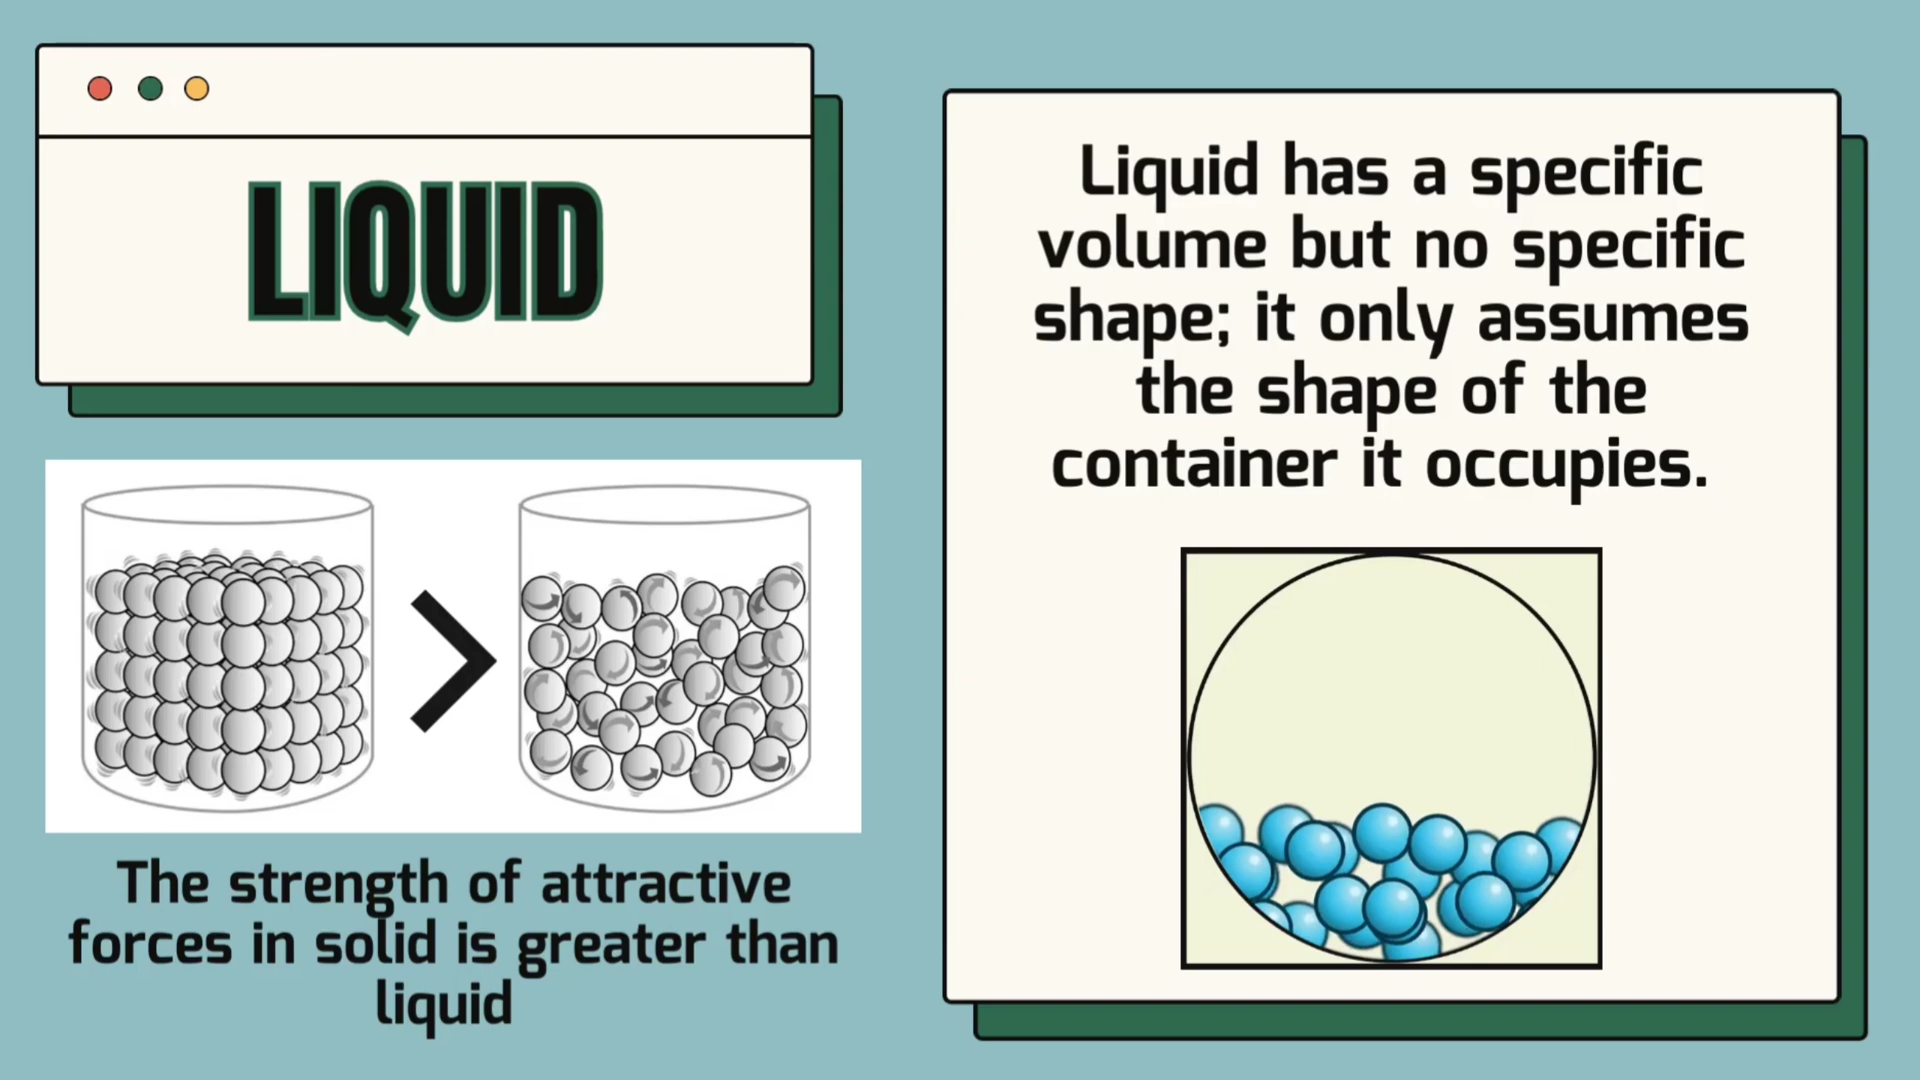 LIQUID
The strength of attractive
forces in solid is greater than
liquid
Liquid has a specific
volume but no specific
shape; it only assumes
the shape of the
container it occupies.